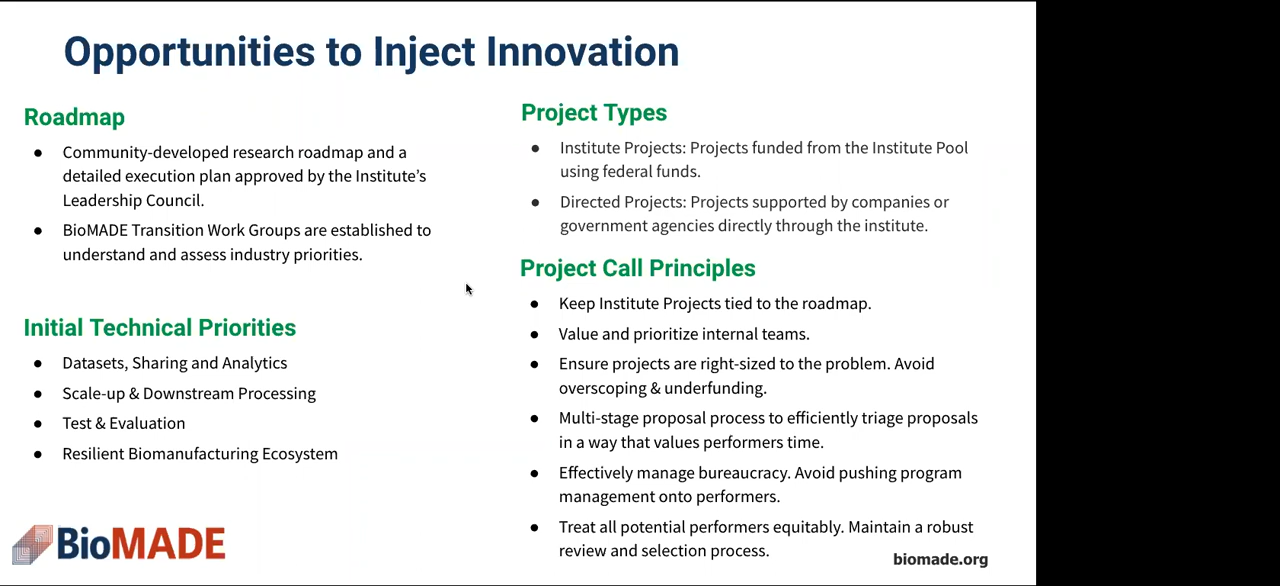 Opportunities to Inject Innovation
Roadmap
● Community-developed research roadmap and a
detailed execution plan approved by the Institute’s
Leadership Council.
● BioMADE Transition Work Groups are established to
understand and assess industry priorities.
Initial Technical Priorities
● Datasets, Sharing and Analytics
● Scale-up & Downstream Processing
● Test & Evaluation
● Resilient Biomanufacturing Ecosystem
Project Types
● Institute Projects: Projects funded from the Institute Pool
using federal funds.
● Directed Projects: Projects supported by companies or
government agencies directly through the institute.
Project Call Principles
● Keep Institute Projects tied to the roadmap.
● Value and prioritize internal teams.
● Ensure projects are right-sized to the problem. Avoid
overscoping & underfunding.
● Multi-stage proposal process to efficiently triage proposals
in a way that values performers time.
● Effectively manage bureaucracy. Avoid pushing program
management onto performers.
● Treat all potential performers equitably. Maintain a robust
review and selection process.
BioMADE
biomade.org